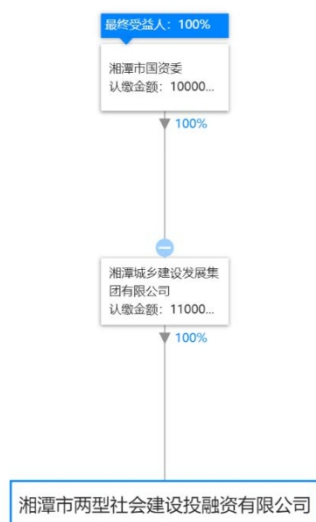 最终受益人：100%
湘潭市国资委
认缴金额：10000...
100%
湘潭城乡建设发展集
团有限公司
认缴金额：11000...
100%
湘潭市两型社会建设投融资有限公司